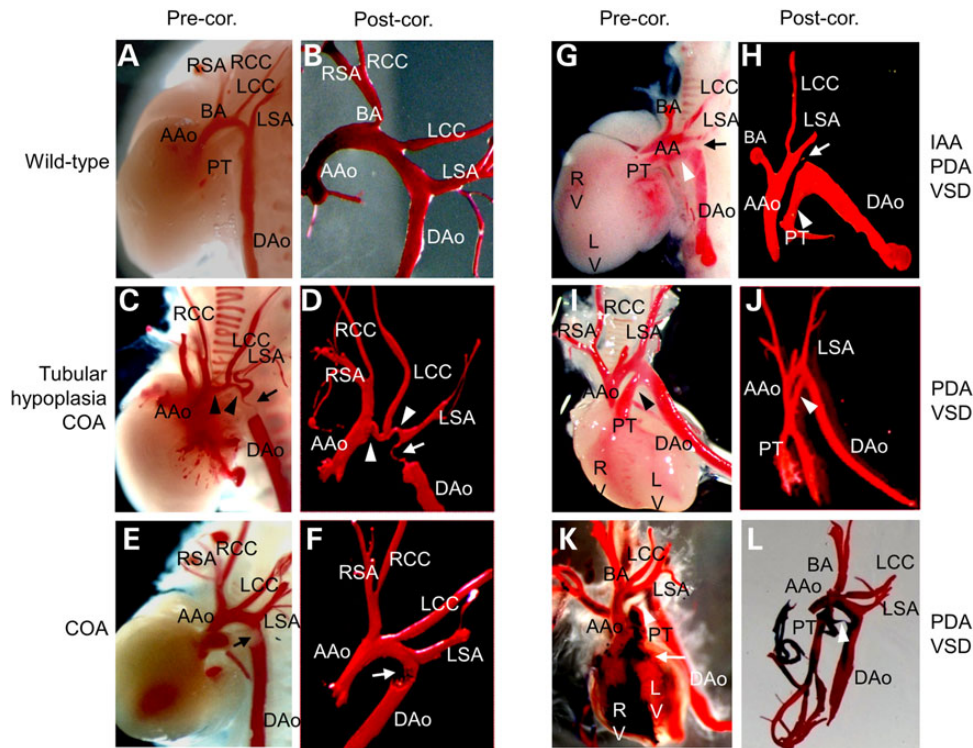 Pre-cor.
Post-cor.
Pre-cor.
Post-cor.
Wild-type
A
RSA
RCC
LCC
BA
LSA
AAo
PT
DAo
B
RSA
RCC
BA
LCC
AAo
LSA
DAo
G
BA
LCC
LSA
AA
PT
R
V
DAo
L
V
H
LCC
LSA
BA
AAo
DAo
PT
IAA
PDA
VSD
Tubular
hypoplasia
COA
C
RCC
LCC
LSA
AAo
DAo
D
RCC
RSA
LCC
LSA
AAo
DAo
I
RCC
RSA
LSA
AAo
PT
DAo
R
V
L
V
J
LSA
AAo
PT
DAo
PDA
VSD
COA
E
RSA
RCC
LCC
AAo
LSA
DAo
F
RSA
RCC
LCC
AAo
LSA
DAo
K
BA
LCC
LSA
AAo
PT
DAo
L
V
R
V
L
BA
LCC
AAo
LSA
PT
DAo
PDA
VSD